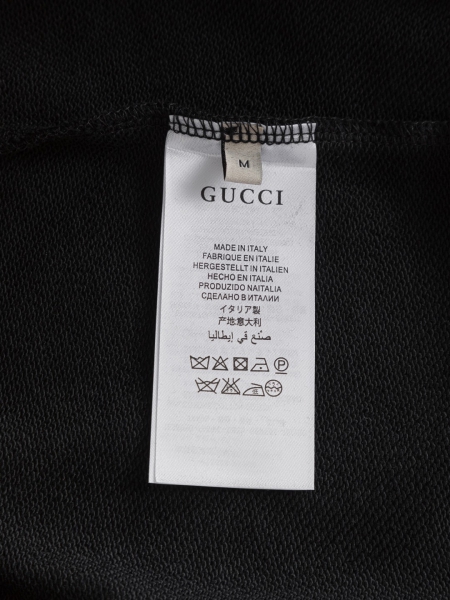 M
GUCCI
MADE IN ITALY
FABRIQUE EN ITALIE
HERGESTELLT IN ITALIEN
HECHO EN ITALIA
PRODUZIDO NAITALIA
СДЕЛАНО В ИТАЛИИ
イタリア製
产地意大利
صنع في إيطاليا